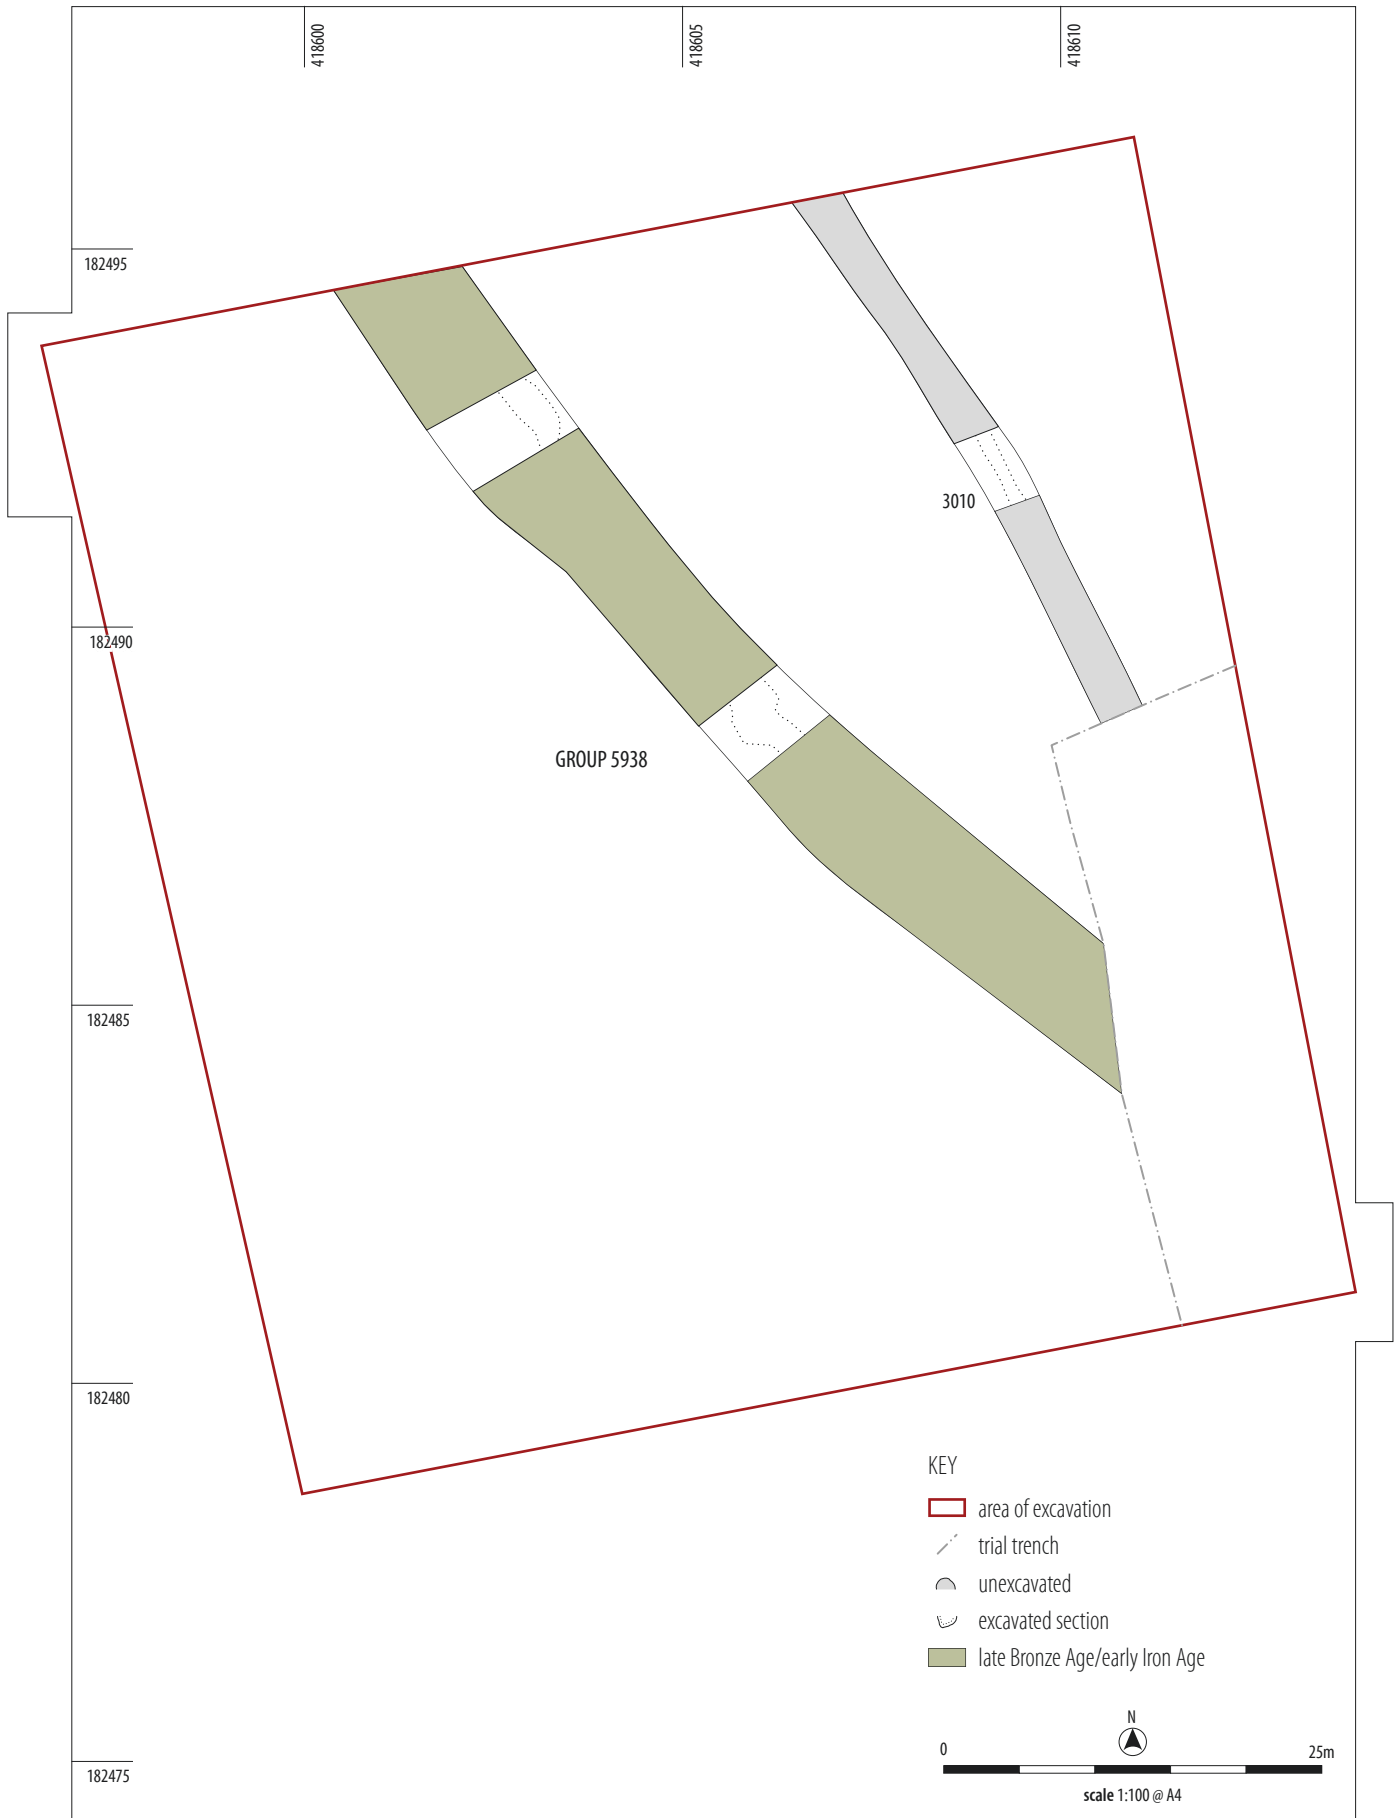 418600
418605
418610
182495
3010
182490
GROUP 5938
182485
182480
KEY
area of excavation
trial trench
unexcavated
excavated section
late Bronze Age/early Iron Age
N
0
25m
182475
scale 1:100 @ A4